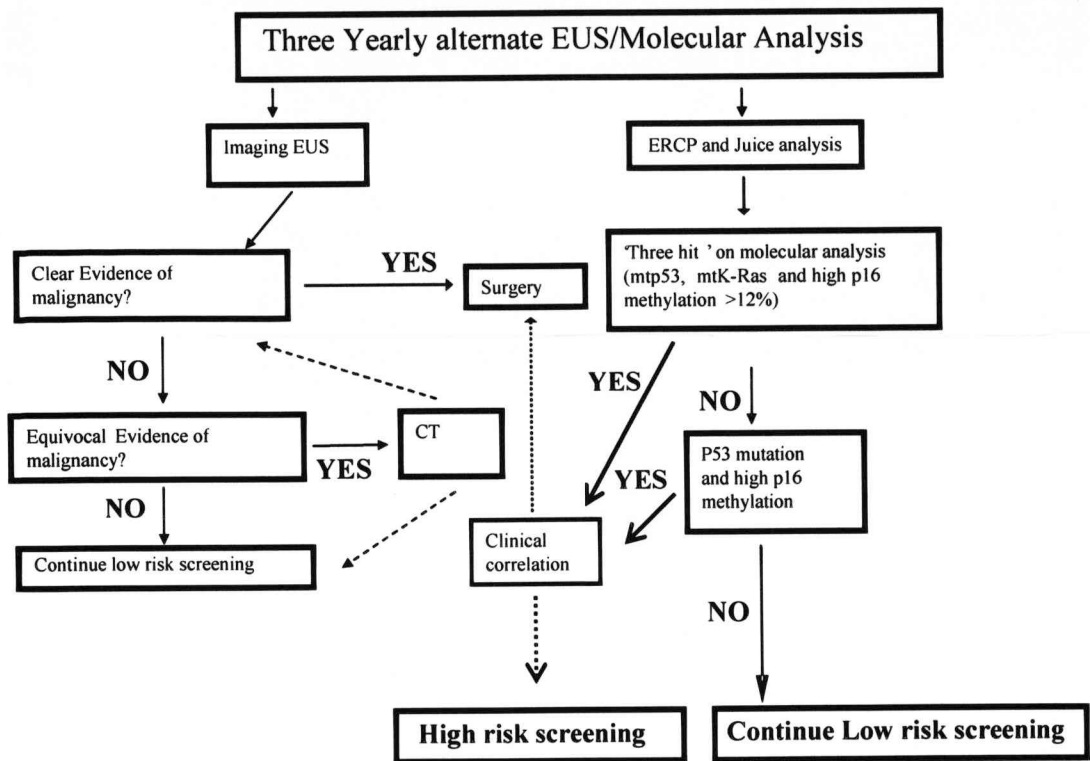 Three Yearly alternate EUS/Molecular Analysis
Imaging EUS
ERCP and Juice analysis
Clear Evidence of
malignancy?
YES
Surgery
'Three hit ' on molecular analysis
(mtp53, mtK-Ras and high p16
methylation >12%)
NO
YES
NO
Equivocal Evidence of
malignancy?
YES
CT
YES
P53 mutation
and high p16
methylation
NO
Continue low risk screening
Clinical
correlation
NO
High risk screening
Continue Low risk screening